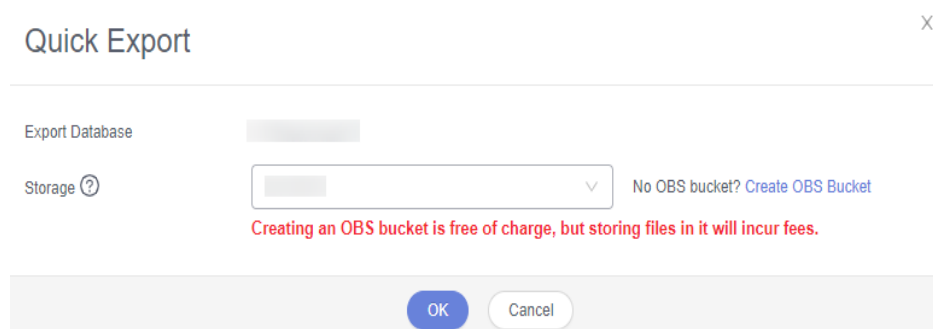 Quick Export
X
Export Database
Storage ?
No OBS bucket? Create OBS Bucket
Creating an OBS bucket is free of charge, but storing files in it will incur fees.
OK
Cancel